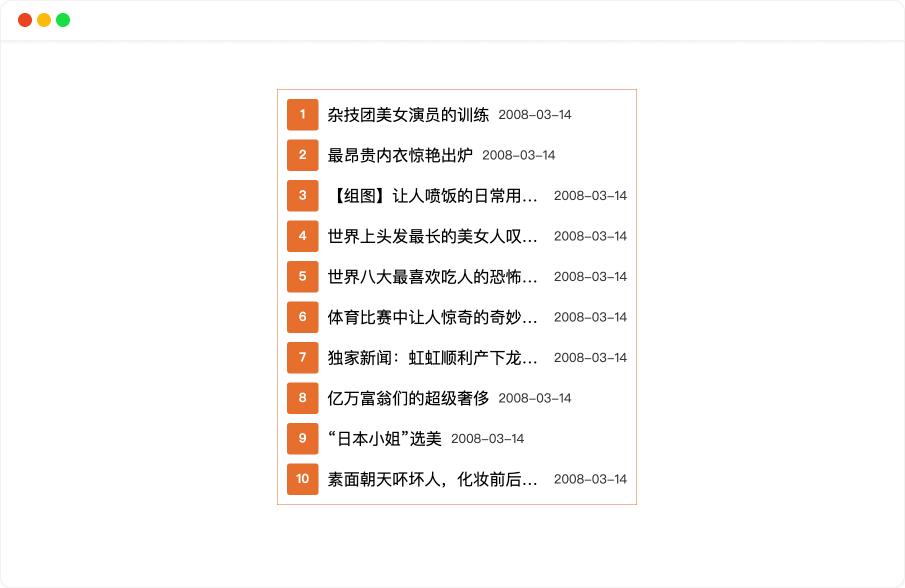 1 杂技团美女演员的训练 2008-03-14
2 最昂贵内衣惊艳出炉 2008-03-14
3 【组图】让人喷饭的日常用... 2008-03-14
4 世界上头发最长的美女人叹... 2008-03-14
5 世界八大最喜欢吃人的恐怖... 2008-03-14
6 体育比赛中让人惊奇的奇妙... 2008-03-14
7 独家新闻：虹虹顺利产下龙... 2008-03-14
8 亿万富翁们的超级奢侈 2008-03-14
9 “日本小姐”选美 2008-03-14
10 素面朝天吓坏人，化妆前后... 2008-03-14